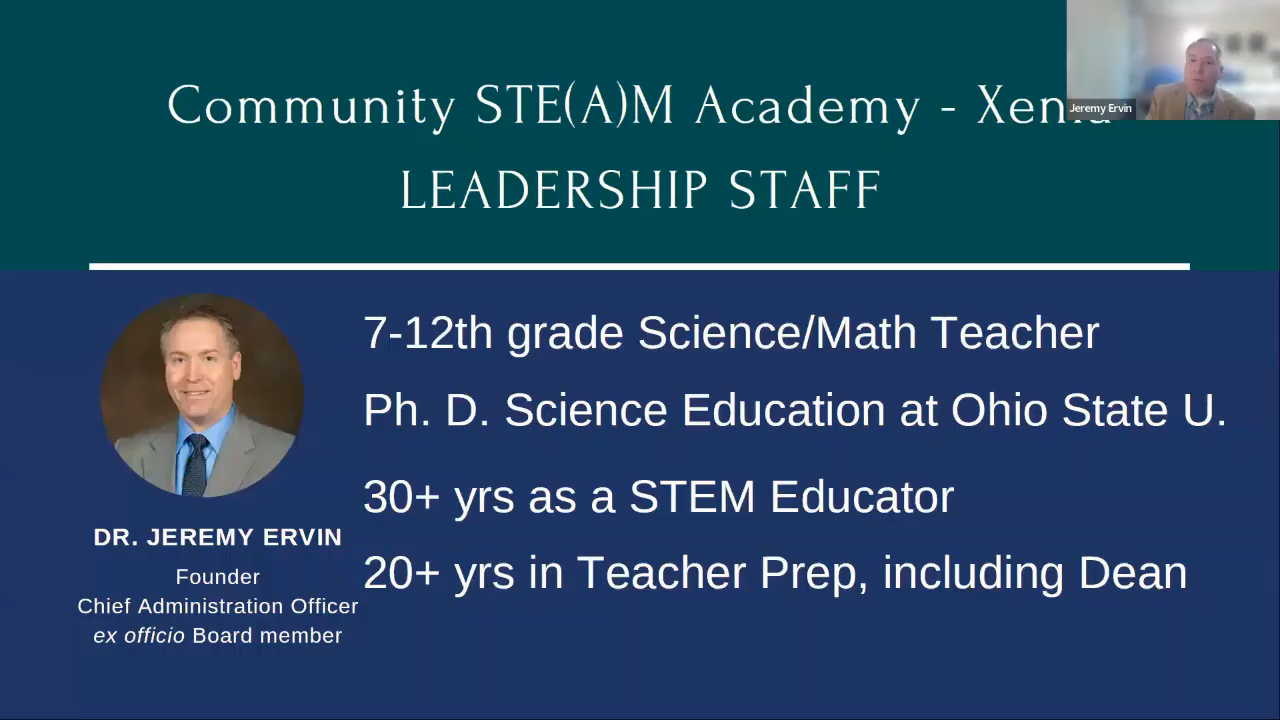 Community STE(A)M Academy - Xenia
Jeremy Ervin
LEADERSHIP STAFF
7-12th grade Science/Math Teacher
Ph. D. Science Education at Ohio State U.
30+ yrs as a STEM Educator
20+ yrs in Teacher Prep, including Dean
DR. JEREMY ERVIN
Founder
Chief Administration Officer
ex officio Board member